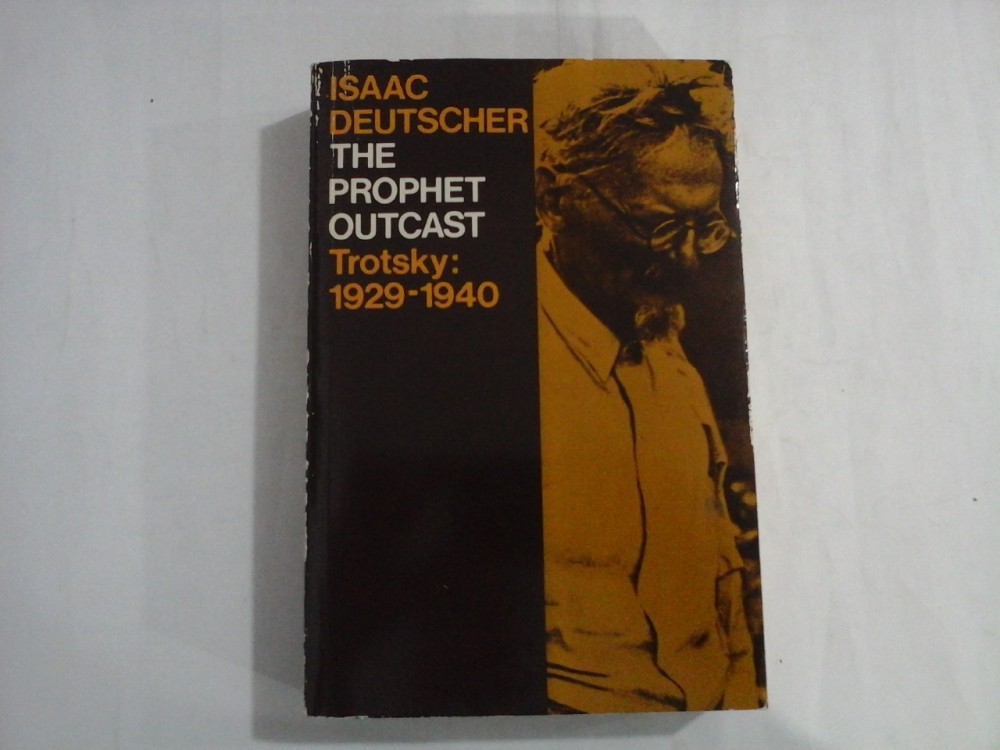 ISAAC
DEUTSCHER
THE
PROPHET
OUTCAST
Trotsky:
1929-1940